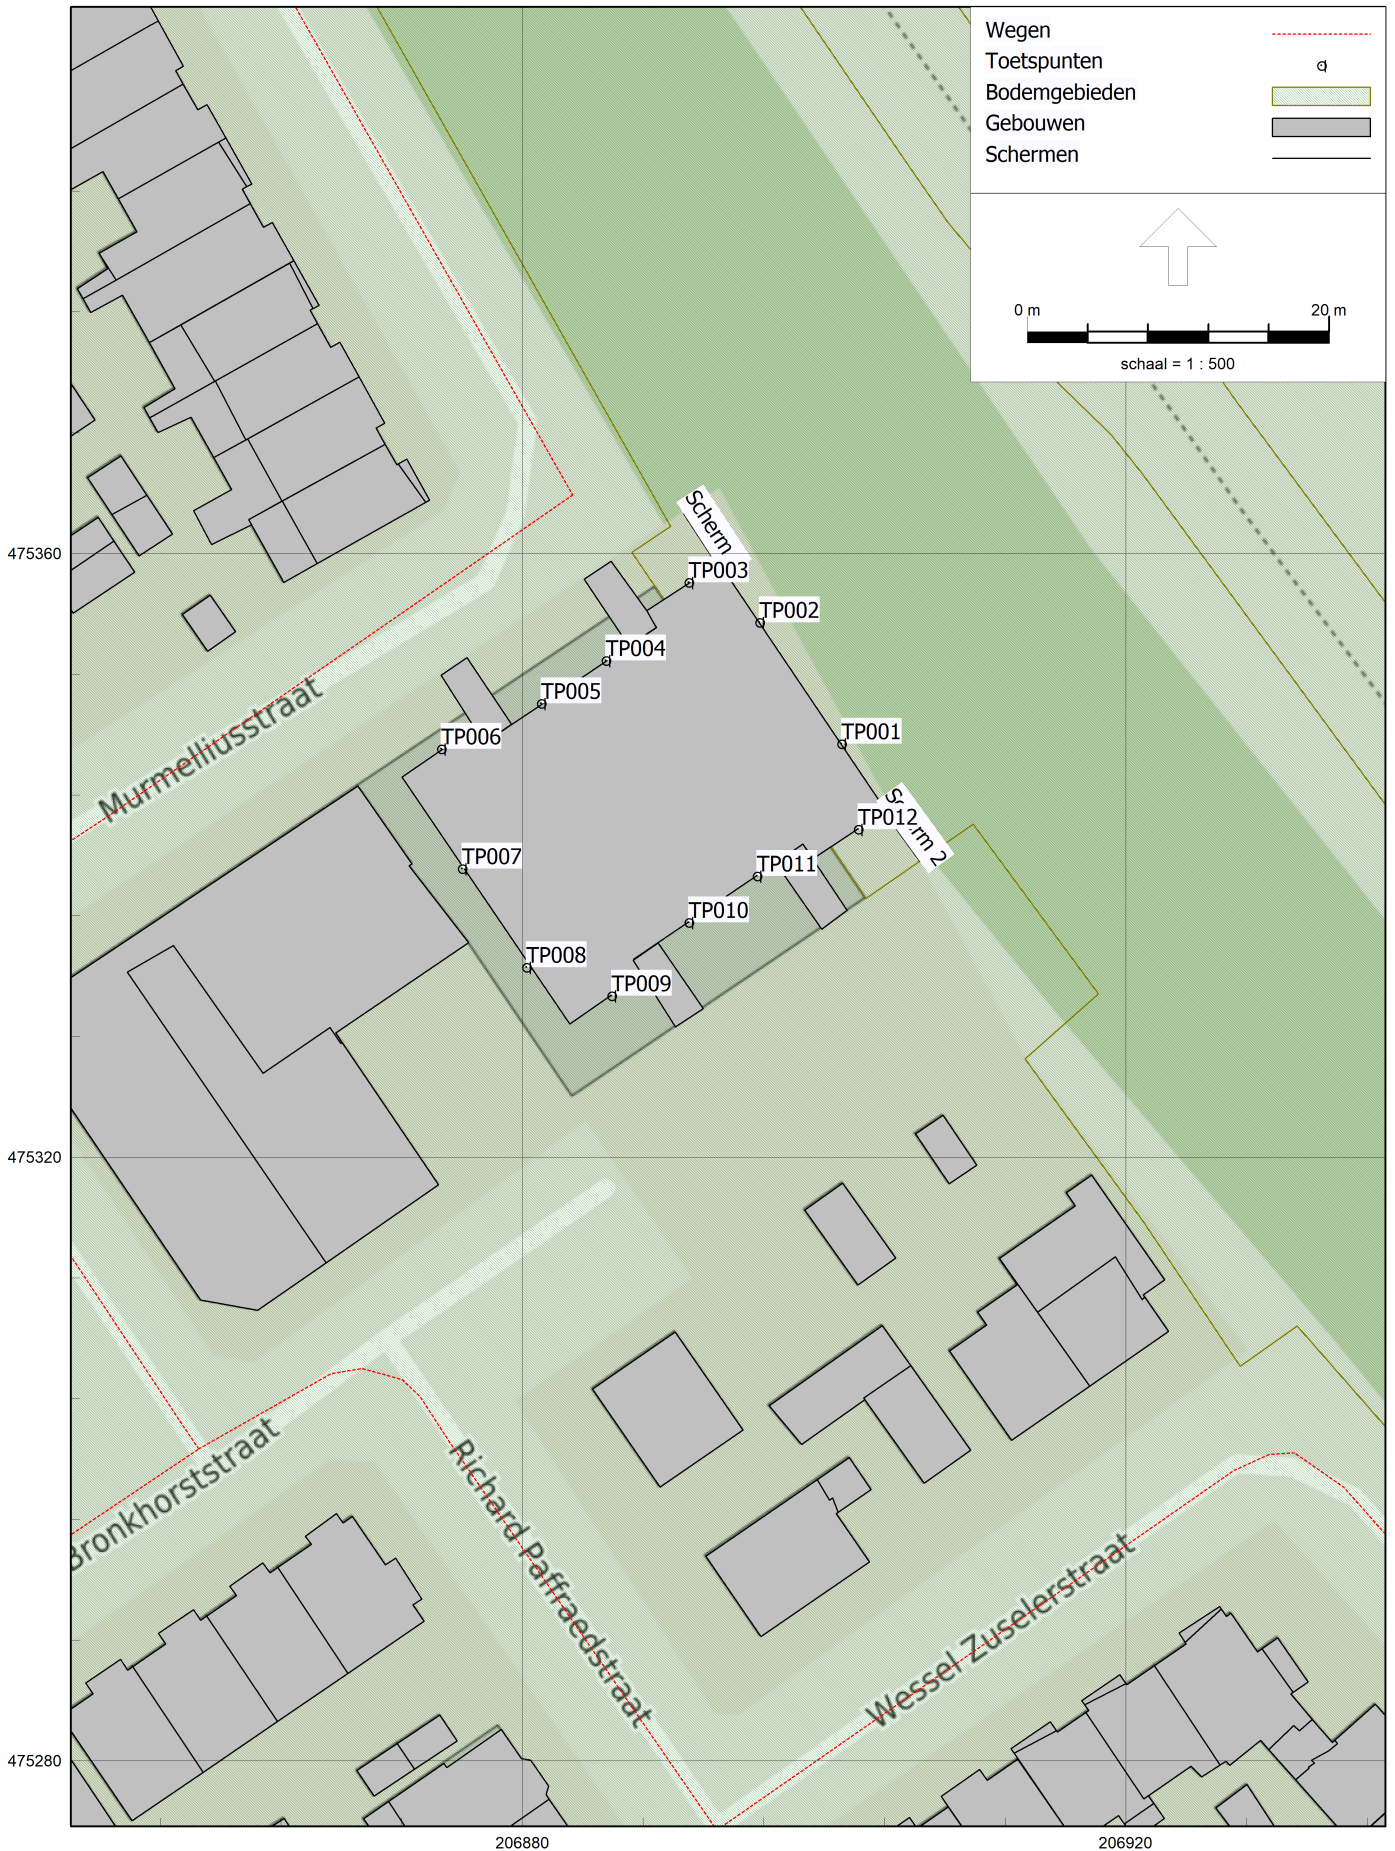 Wegen
Toetspunten
Bodemgebieden
Gebouwen
Schermen
0 m 20 m
schaal = 1 : 500
Scherm
475360
TP003
TP002
TP004
TP005
Murmelliusstraat
TP006
TP001
TP012
2
TP007
TP011
TP010
TP008
TP009
475320
Bronkhorststraat
Richard Paffraedstraat
Wessel Zuselerstraat
475280
206880 206920